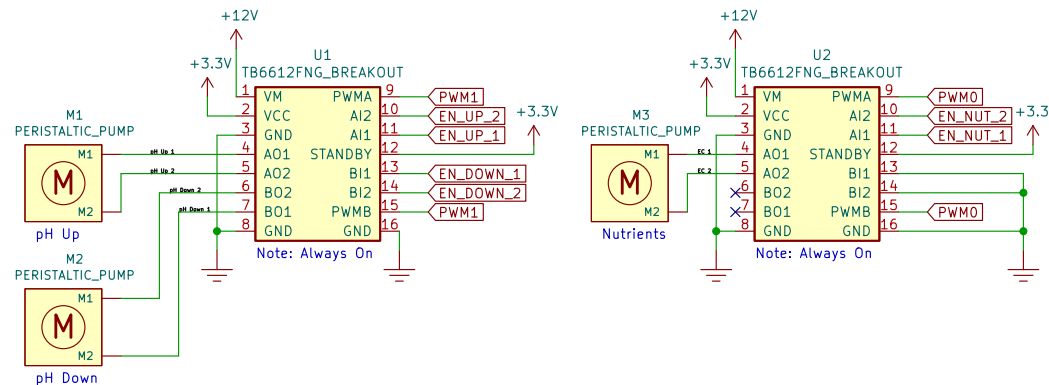 +12V
+3.3V
U1
TB6612FNG_BREAKOUT
1 VM PWMA 9 PWM1
2 VCC AI2 10 EN_UP_2
3 GND AI1 11 EN_UP_1
4 AO1 STANDBY 12 +3.3V
5 AO2 BI1 13 EN_DOWN_1
6 BO2 BI2 14 EN_DOWN_2
7 BO1 PWMB 15 PWM1
8 GND GND 16
Note: Always On
M1
PERISTALTIC_PUMP
M1
M
M2
pH Up
pH Up 1
pH Up 2
pH Down 2
pH Down 1
M2
PERISTALTIC_PUMP
M1
M
M2
pH Down
+12V
+3.3V
U2
TB6612FNG_BREAKOUT
1 VM PWMA 9 PWM0
2 VCC AI2 10 EN_NUT_2
3 GND AI1 11 EN_NUT_1
4 AO1 STANDBY 12 +3.3
5 AO2 BI1 13
6 BO2 BI2 14
7 BO1 PWMB 15 PWM0
8 GND GND 16
Note: Always On
M3
PERISTALTIC_PUMP
M1
M
M2
Nutrients
EC 1
EC 2